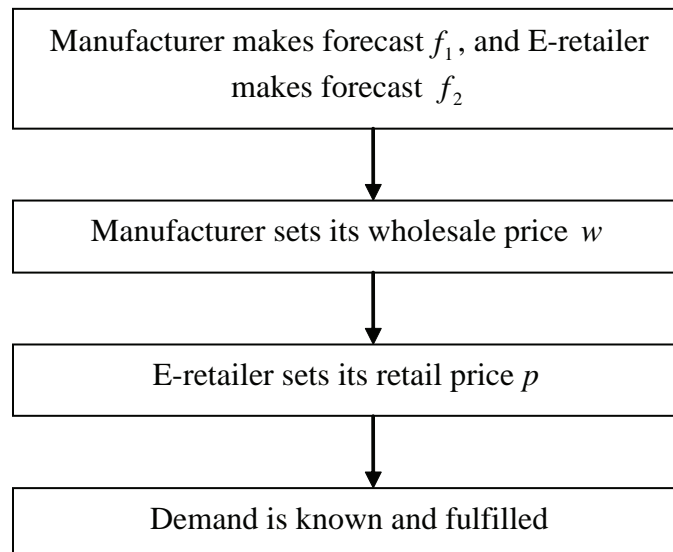 Manufacturer makes forecast f₁, and E-retailer
makes forecast f₂
Manufacturer sets its wholesale price w
E-retailer sets its retail price p
Demand is known and fulfilled